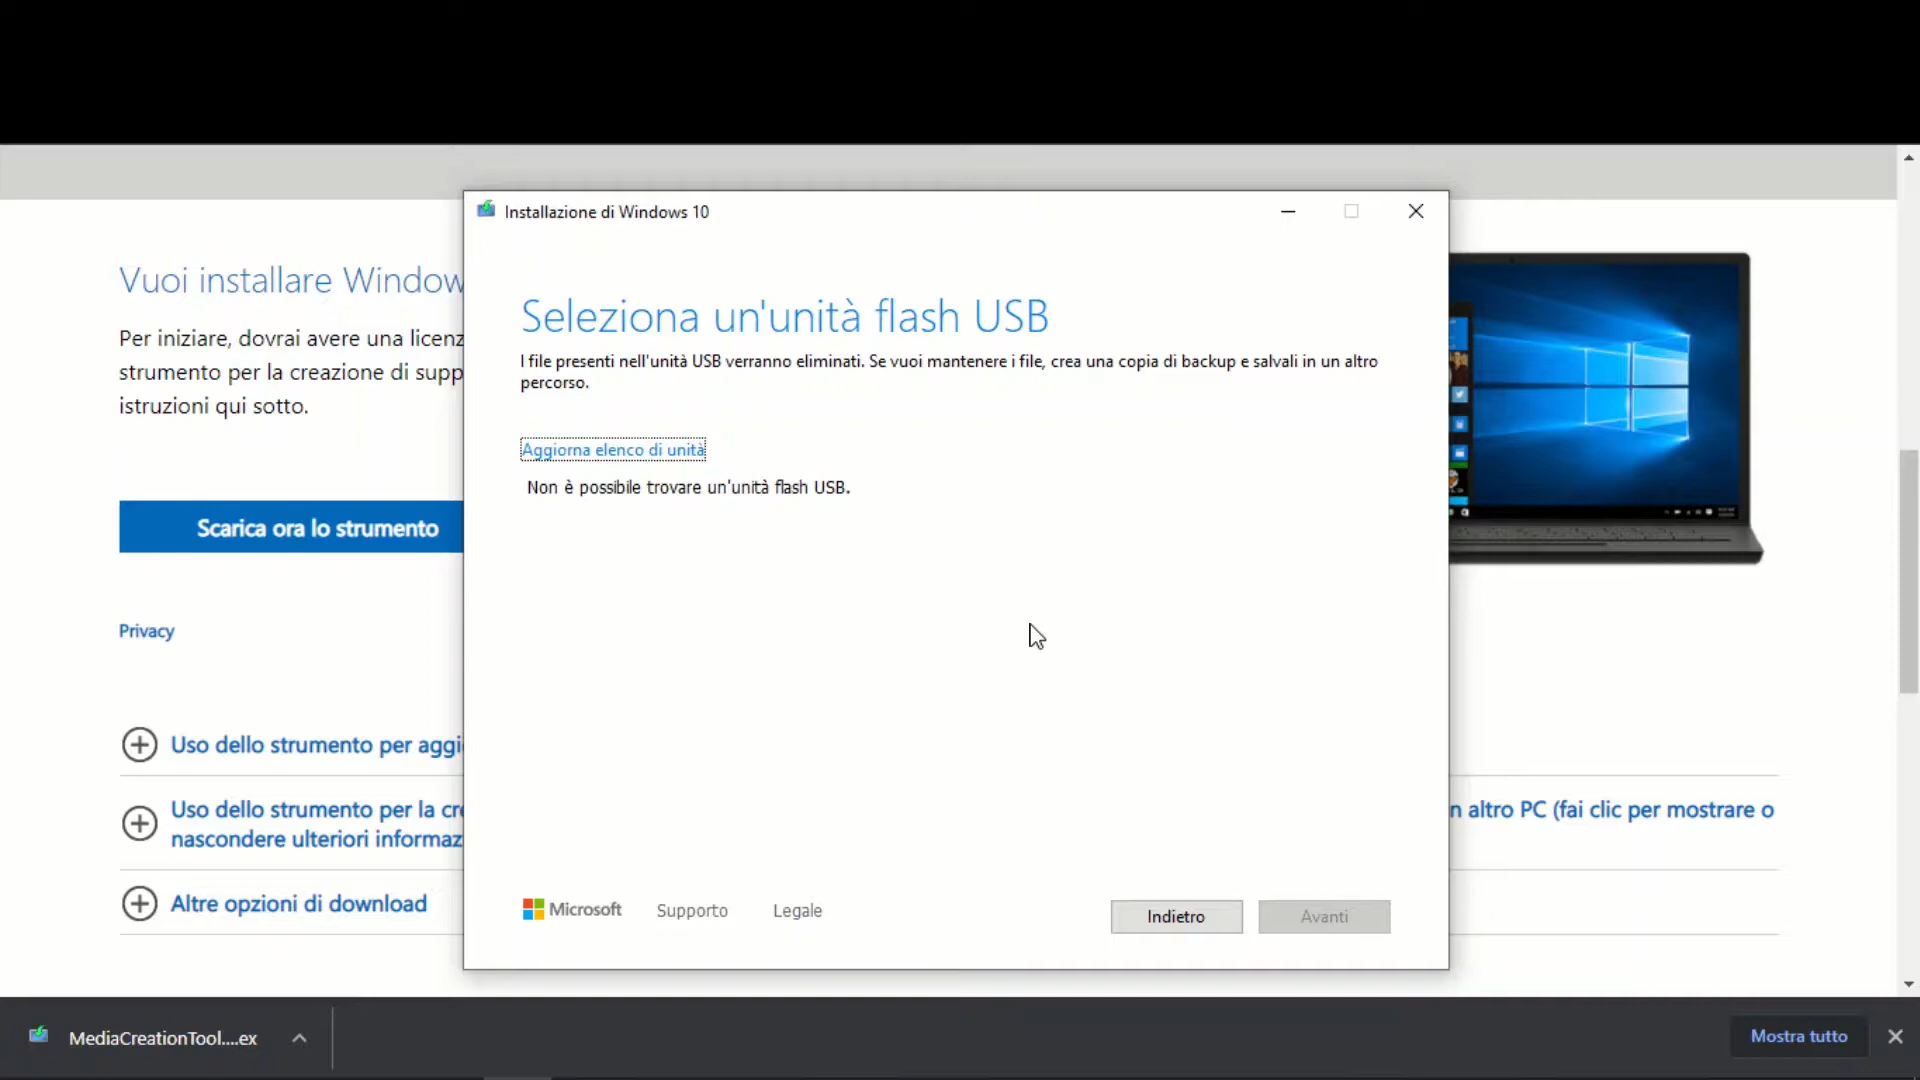 Installazione di Windows 10
Vuoi installare Window
Per iniziare, dovrai avere una licenz
strumento per la creazione di supp
istruzioni qui sotto.
Scarica ora lo strumento
Privacy
Seleziona un'unità flash USB
I file presenti nell'unità USB verranno eliminati. Se vuoi mantenere i file, crea una copia di backup e salvali in un altro
percorso.
Aggiorna elenco di unità
Non è possibile trovare un'unità flash USB.
Uso dello strumento per aggi
Uso dello strumento per la cre
n altro PC (fai clic per mostrare o
nascondere ulteriori informaz
Altre opzioni di download
Microsoft
Supporto
Legale
Indietro
Avanti
MediaCreationTool....ex
Mostra tutto